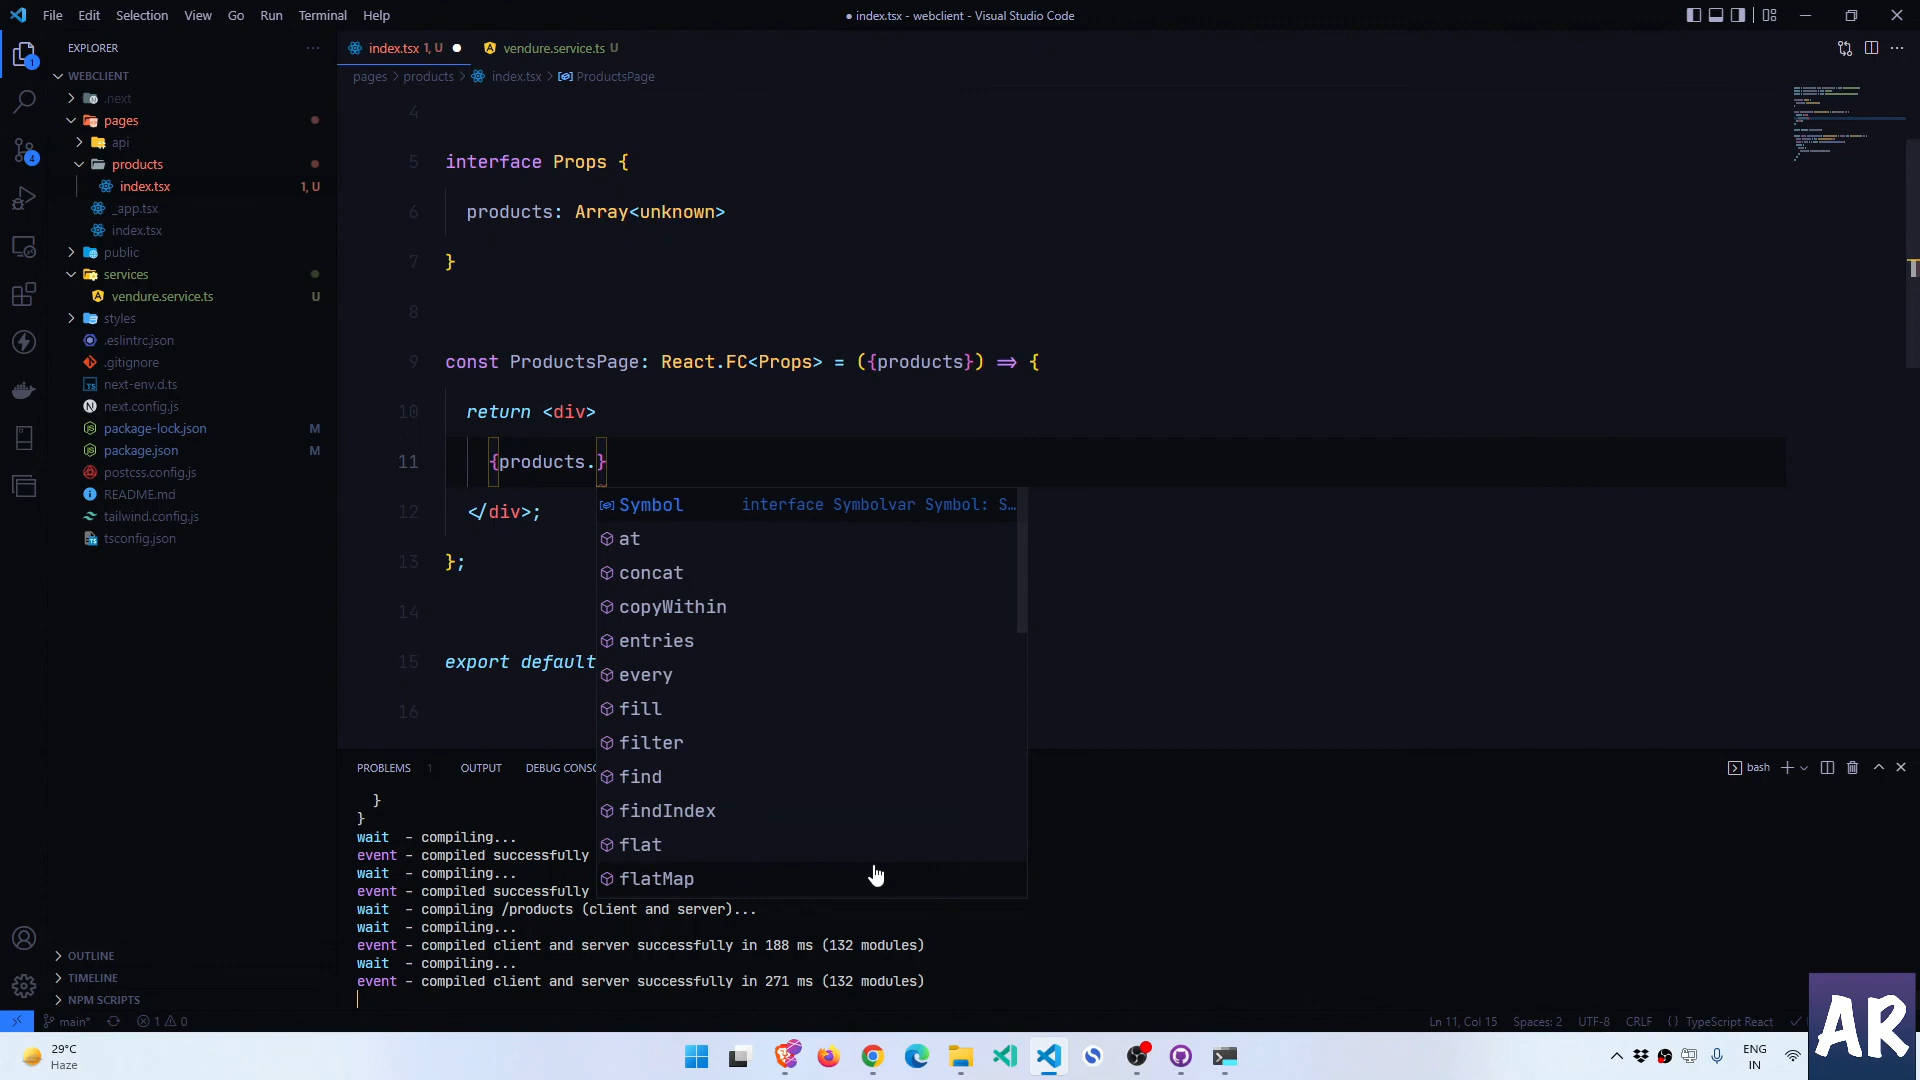 File Edit Selection View Go Run Terminal Help
● index.tsx - webclient - Visual Studio Code
EXPLORER
index.tsx 1, U
vendure.service.ts U
WEBCLIENT
pages > products > index.tsx > ProductsPage
.next
pages
api
products
index.tsx 1, U
_app.tsx
index.tsx
public
services
vendure.service.ts U
styles
.eslintrc.json
.gitignore
next-env.d.ts
next.config.js
package-lock.json M
package.json M
postcss.config.js
README.md
tailwind.config.js
tsconfig.json
OUTLINE
TIMELINE
NPM SCRIPTS
4
5 interface Props {
6 products: Array<unknown>
7 }
8
9 const ProductsPage: React.FC<Props> = ({products}) => {
10 return <div>
11 {products.}
12 </div>;
13 };
14
15 export default
16
Symbol interface Symbolvar Symbol: S…
at
concat
copyWithin
entries
every
fill
filter
find
findIndex
flat
flatMap
PROBLEMS 1 OUTPUT DEBUG CONSO
bash
}
}
wait - compiling...
event - compiled successfully
wait - compiling...
event - compiled successfully
wait - compiling /products (client and server)...
wait - compiling...
event - compiled client and server successfully in 188 ms (132 modules)
wait - compiling...
event - compiled client and server successfully in 271 ms (132 modules)
main* 1 0
Ln 11, Col 15 Spaces: 2 UTF-8 CRLF {} TypeScript React
29°C
Haze
ENG
IN
AR